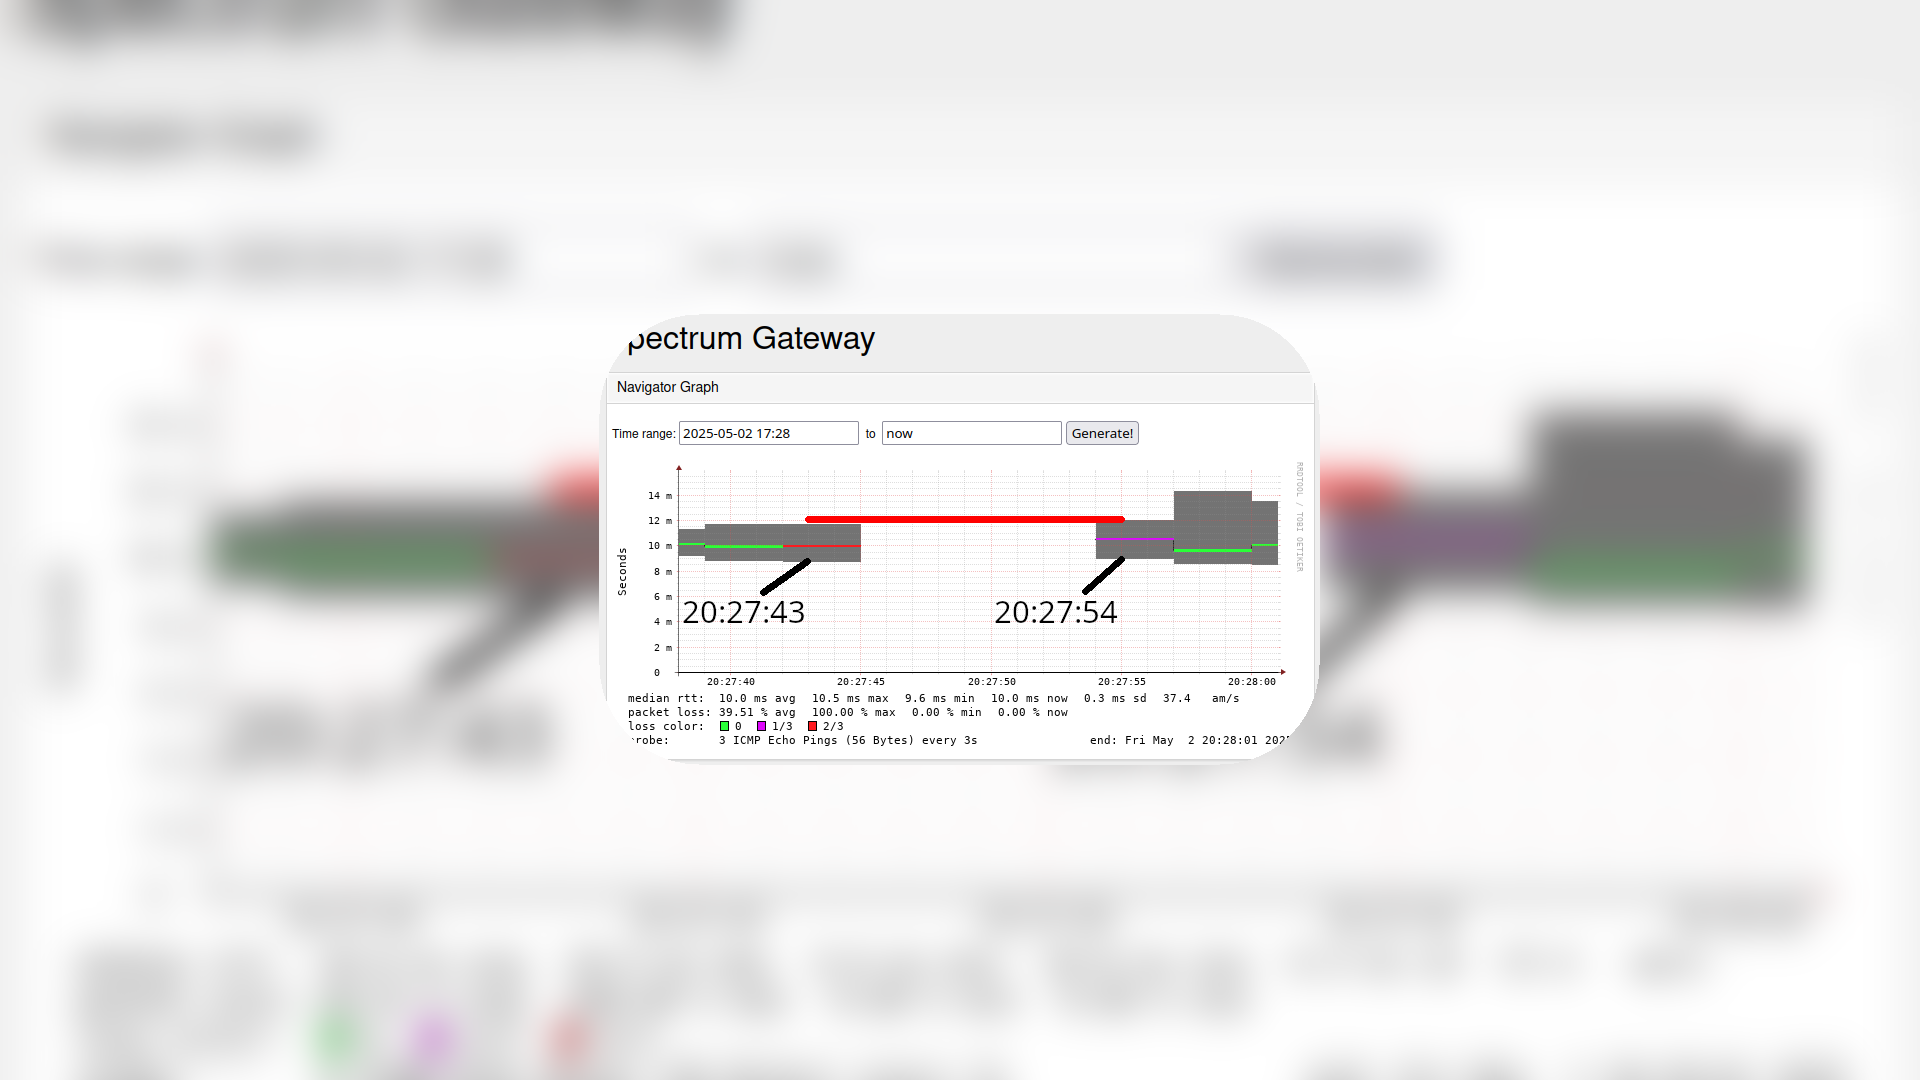 pectrum Gateway
Navigator Graph
Time range: 2025-05-02 17:28 to now Generate!
14 m
12 m
10 m
8 m
6 m
4 m
2 m
0
Seconds
RRDTOOL / TOBI OETIKER
20:27:43 20:27:54
20:27:40 20:27:45 20:27:50 20:27:55 20:28:00
median rtt: 10.0 ms avg 10.5 ms max 9.6 ms min 10.0 ms now 0.3 ms sd 37.4 am/s
packet loss: 39.51 % avg 100.00 % max 0.00 % min 0.00 % now
loss color: 0 1/3 2/3
robe: 3 ICMP Echo Pings (56 Bytes) every 3s end: Fri May 2 20:28:01 202